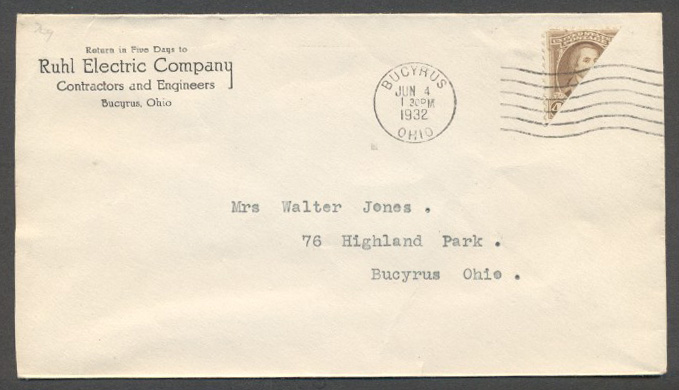 Return in Five Days to
Ruhl Electric Company
Contractors and Engineers
Bucyrus, Ohio
BUCYRUS
JUN 4
1 30PM
1932
OHIO
Mrs Walter Jones .
76 Highland Park .
Bucyrus Ohio .